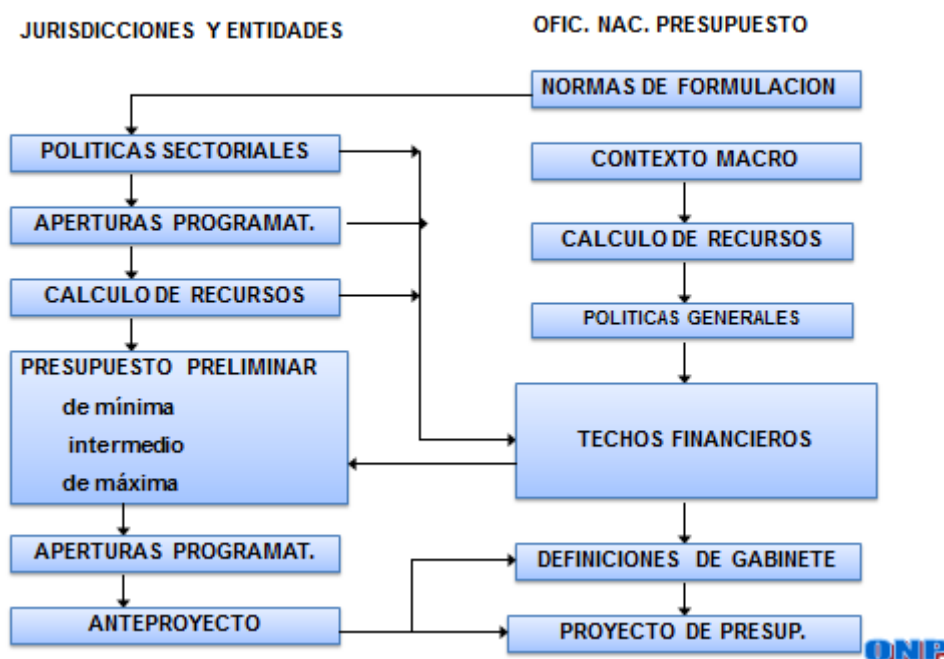 JURISDICCIONES Y ENTIDADES
POLITICAS SECTORIALES
APERTURAS PROGRAMAT.
CALCULO DE RECURSOS
PRESUPUESTO PRELIMINAR
de mínima
intermedio
de máxima
APERTURAS PROGRAMAT.
ANTEPROYECTO
OFIC. NAC. PRESUPUESTO
NORMAS DE FORMULACION
CONTEXTO MACRO
CALCULO DE RECURSOS
POLITICAS GENERALES
TECHOS FINANCIEROS
DEFINICIONES DE GABINETE
PROYECTO DE PRESUP.
ONP